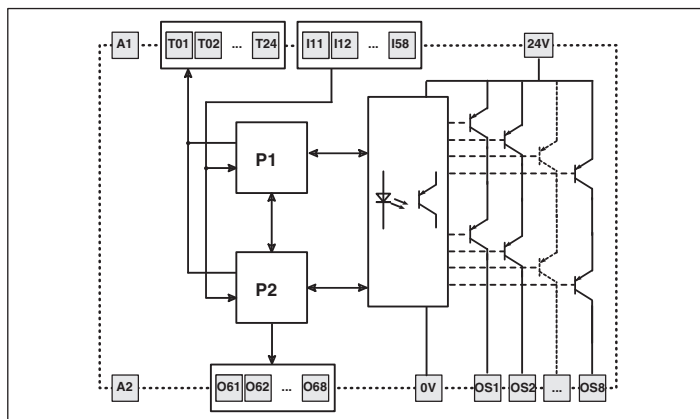 A1 T01 T02 ... T24 I11 I12 ... I58 24V
P1
P2
A2 O61 O62 ... O68 0V OS1 OS2 ... OS8